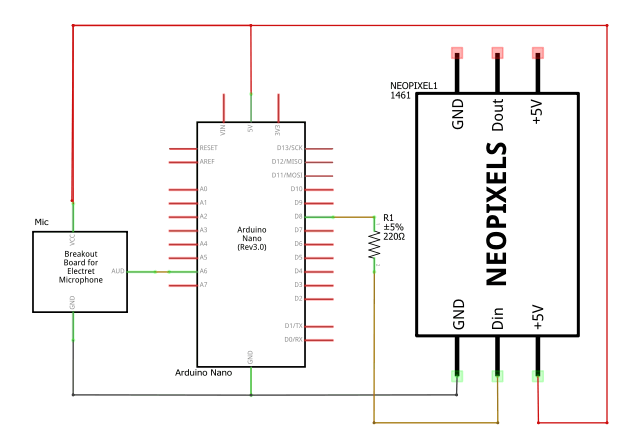 NEOPIXEL1
1461
GND
Dout
+5V
NEOPIXELS
GND
Din
+5V
VIN
5V
3V3
RESET
AREF
A0
A1
A2
A3
A4
A5
A6
A7
D13/SCK
D12/MISO
D11/MOSI
D10
D9
D8
D7
D6
D5
D4
D3
D2
D1/TX
D0/RX
Arduino
Nano
(Rev3.0)
GND
Arduino Nano
R1
±5%
220Ω
Mic
VCC
Breakout
Board for
Electret
Microphone
AUD
GND